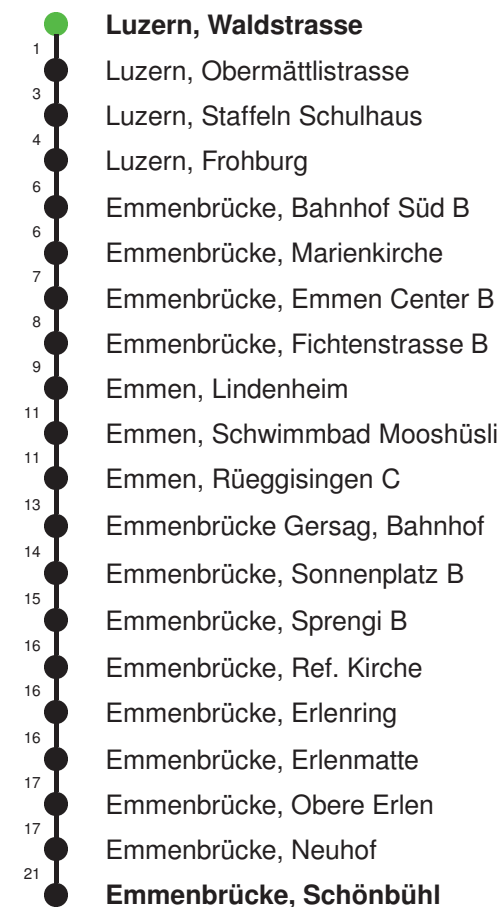 Luzern, Waldstrasse
1
Luzern, Obermättlistrasse
3
Luzern, Staffeln Schulhaus
4
Luzern, Frohburg
6
Emmenbrücke, Bahnhof Süd B
6
Emmenbrücke, Marienkirche
7
Emmenbrücke, Emmen Center B
8
Emmenbrücke, Fichtenstrasse B
9
Emmen, Lindenheim
11
Emmen, Schwimmbad Mooshüsli
11
Emmen, Rüeggisingen C
13
Emmenbrücke Gersag, Bahnhof
14
Emmenbrücke, Sonnenplatz B
15
Emmenbrücke, Sprengi B
16
Emmenbrücke, Ref. Kirche
16
Emmenbrücke, Erlenring
16
Emmenbrücke, Erlenmatte
17
Emmenbrücke, Obere Erlen
17
Emmenbrücke, Neuhof
21
Emmenbrücke, Schönbühl